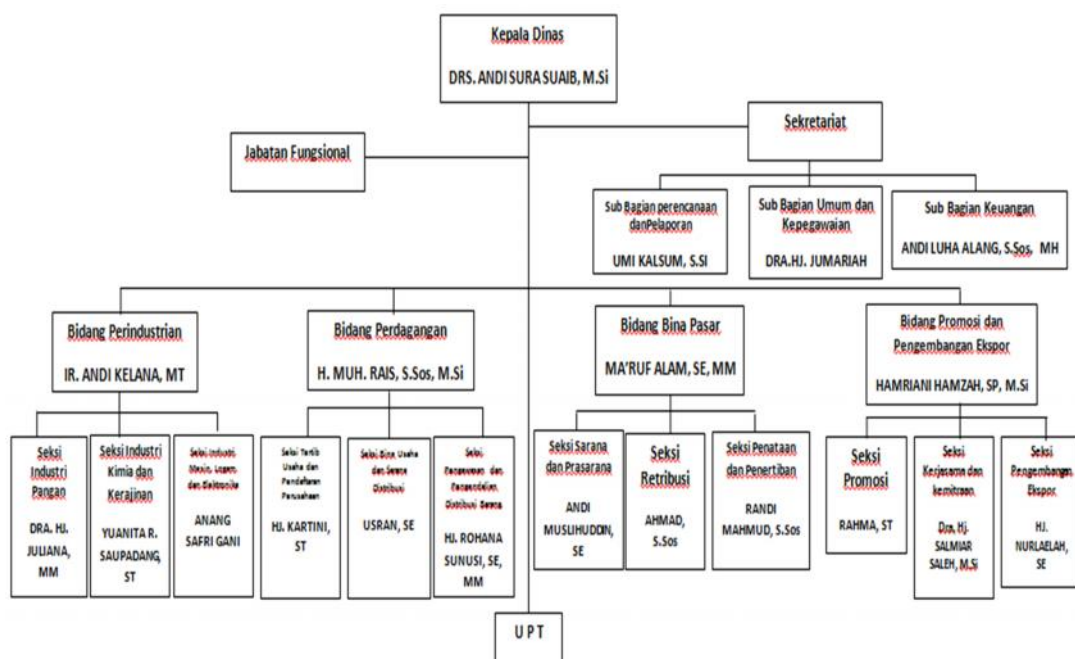 Kepala Dinas
DRS. ANDI SURA SUAIB, M.Si
Sekretariat
Jabatan Fungsional
Sub Bagian perencanaan
danPelaporan
UMI KALSUM, S.SI
Sub Bagian Umum dan
Kepegawaian
DRA.HJ. JUMARIAH
Sub Bagian Keuangan
ANDI LUHA ALANG, S.Sos, MH
Bidang Perindustrian
IR. ANDI KELANA, MT
Bidang Perdagangan
H. MUH. RAIS, S.Sos, M.Si
Bidang Bina Pasar
MA'RUF ALAM, SE, MM
Bidang Promosi dan
Pengembangan Ekspor
HAMRIANI HAMZAH, SP, M.Si
Seksi
Industri
Pangan
DRA. HJ.
JULIANA,
MM
Seksi Industri
Kimia dan
Kerajinan
YUANITA R.
SAUPADANG,
ST
Seksi Industri
Mesin, Logam
dan Elektronika
ANANG
SAFRI GANI
Seksi Tertib
Usaha dan
Pendaftaran
Perusahaan
HJ. KARTINI,
ST
Seksi Bina Usaha
dan Sarana
Distribusi
USRAN, SE
Seksi
Pengawasan dan
Pengendalian
Distribusi Barang
HJ. ROHANA
SUNUSI, SE,
MM
Seksi Sarana
dan Prasarana
ANDI
MUSLIHUDDIN,
SE
Seksi
Retribusi
AHMAD,
S.Sos
Seksi Penataan
dan Penertiban
RANDI
MAHMUD, S.Sos
Seksi
Promosi
RAHMA, ST
Seksi
Kerjasama dan
kemitraan
Dra. Hj.
SALMIAR
SALEH, M.Si
Seksi
Pengembangan
Ekspor
HJ.
NURLAELAH,
SE
U P T